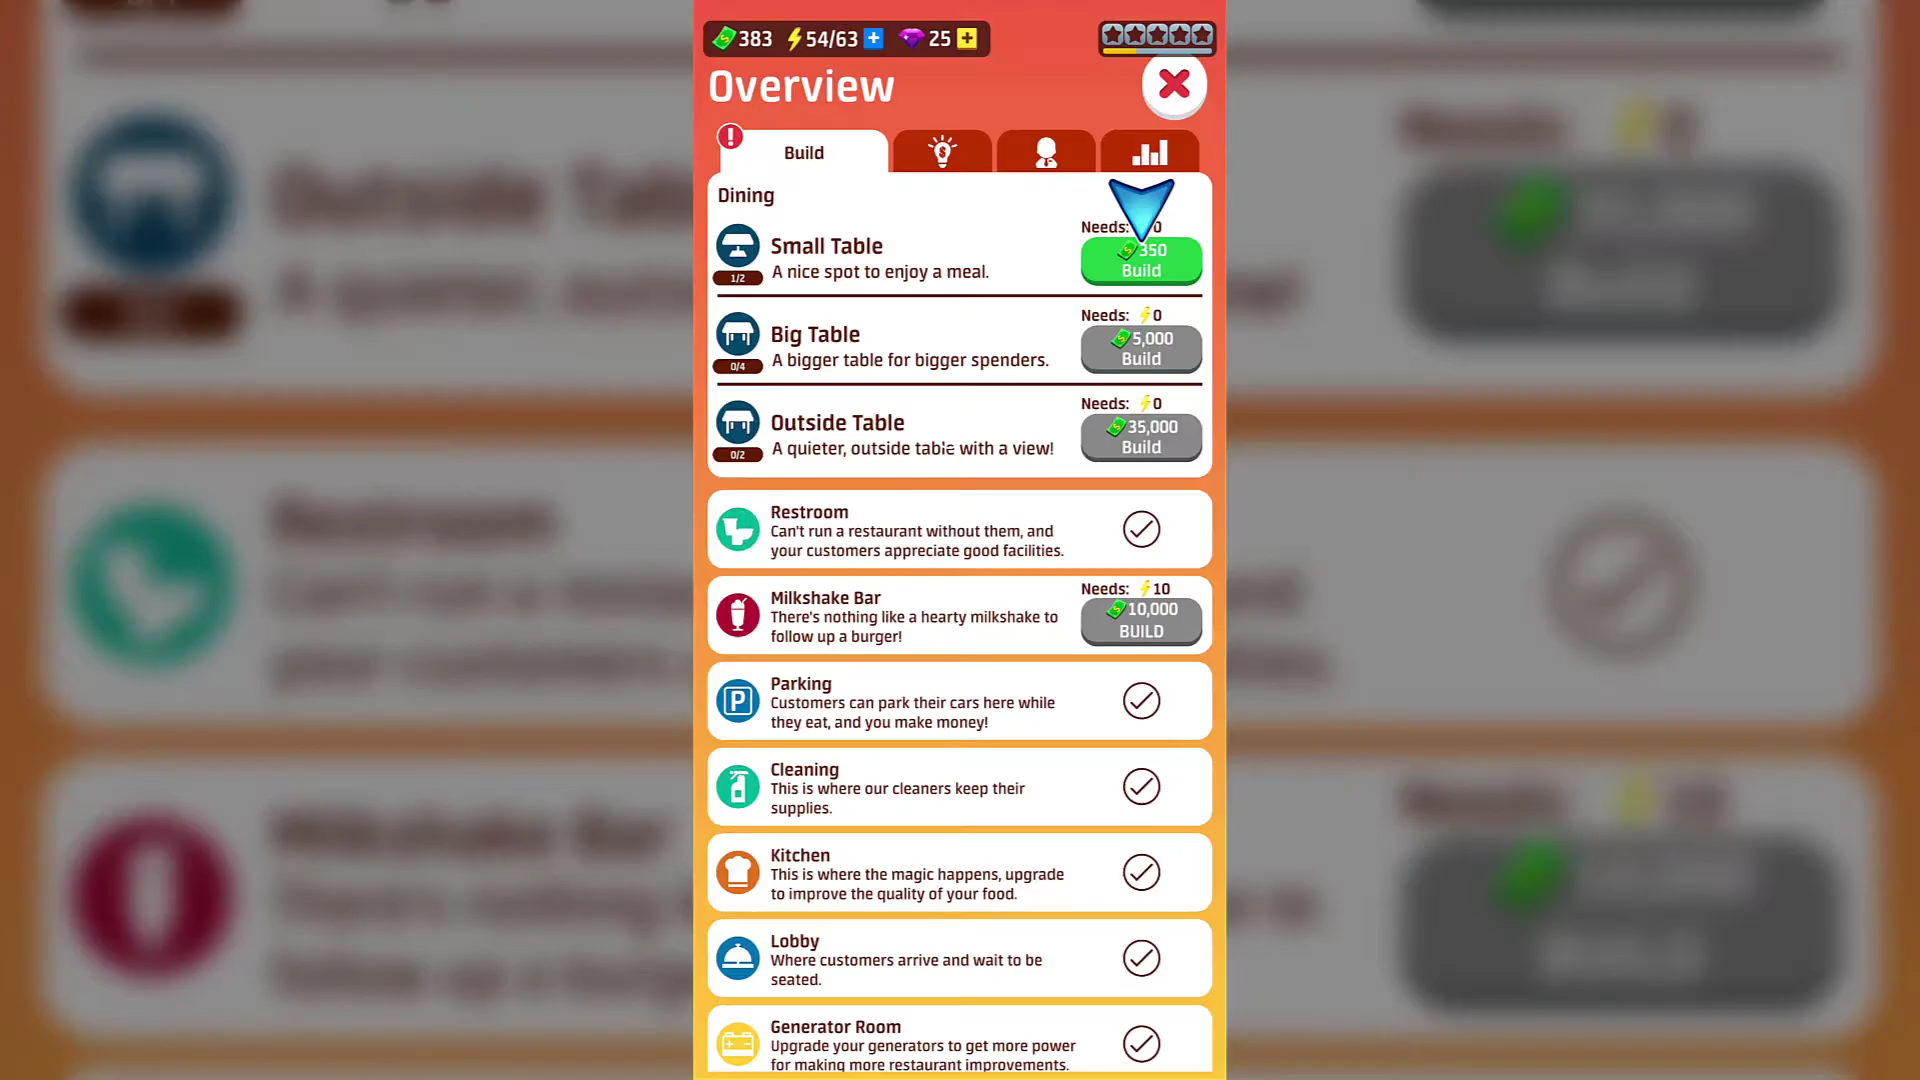 383 54/63 25
Overview
Build
Dining
Needs: 0
Small Table
350
A nice spot to enjoy a meal.
Build
1/2
Needs: 0
Big Table
5,000
A bigger table for bigger spenders.
Build
0/4
Needs: 0
Outside Table
35,000
A quieter, outside table with a view!
Build
0/2
Restroom
Can't run a restaurant without them, and
your customers appreciate good facilities.
Needs: 10
Milkshake Bar
10,000
There's nothing like a hearty milkshake to
follow up a burger!
BUILD
Parking
Customers can park their cars here while
they eat, and you make money!
Cleaning
This is where our cleaners keep their
supplies.
Kitchen
This is where the magic happens, upgrade
to improve the quality of your food.
Lobby
Where customers arrive and wait to be
seated.
Generator Room
Upgrade your generators to get more power
for making more restaurant improvements.